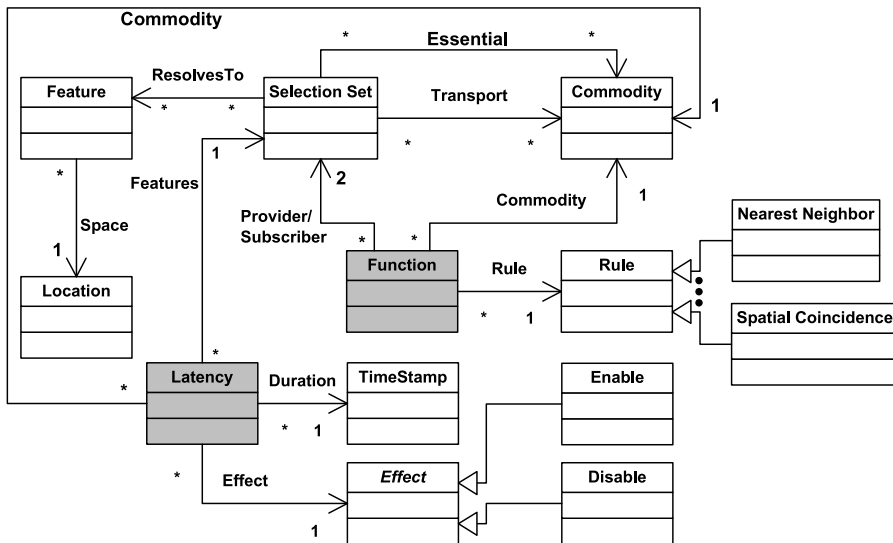 Commodity
* Essential *
ResolvesTo
Feature
Selection Set
Transport
Commodity
1
* *
* *
*
1
Features
2
Commodity
1
Space
Provider/
Subscriber
* *
Nearest Neighbor
1
Location
Function
Rule
Rule
* 1
Spatial Coincidence
*
*
Latency
Duration
TimeStamp
Enable
* 1
*
Effect
Effect
Disable
1